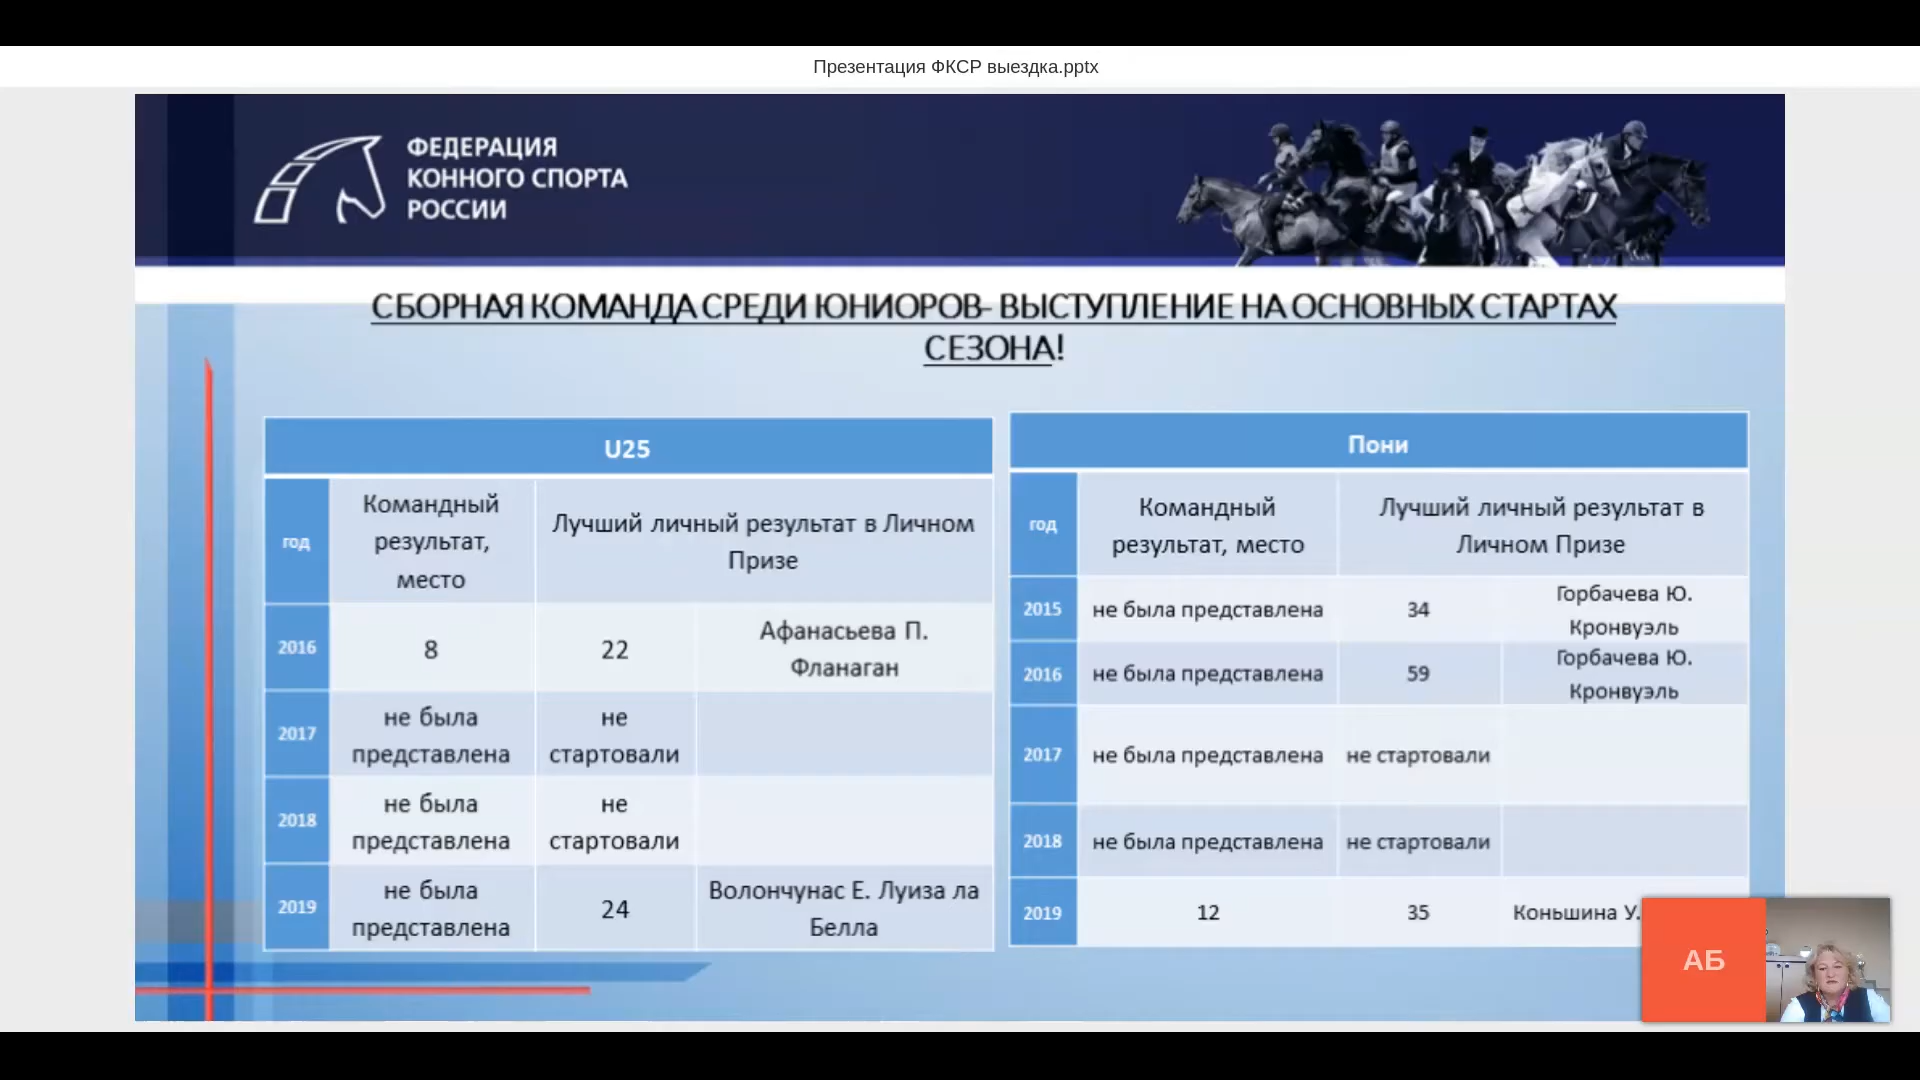 Презентация ФКСР выездка.pptx
ФЕДЕРАЦИЯ
КОННОГО СПОРТА
РОССИИ
СБОРНАЯ КОМАНДА СРЕДИ ЮНИОРОВ- ВЫСТУПЛЕНИЕ НА ОСНОВНЫХ СТАРТАХ
СЕЗОНА!
U25
год
Командный
результат,
место
Лучший личный результат в Личном
Призе
2016
8
22
Афанасьева П.
Фланаган
2017
не была
представлена
не
стартовали
2018
не была
представлена
не
стартовали
2019
не была
представлена
24
Волончунас Е. Луиза ла
Белла
Пони
год
Командный
результат, место
Лучший личный результат в
Личном Призе
2015
не была представлена
34
Горбачева Ю.
Кронвуэль
2016
не была представлена
59
Горбачева Ю.
Кронвуэль
2017
не была представлена
не стартовали
2018
не была представлена
не стартовали
2019
12
35
Коньшина У.
АБ